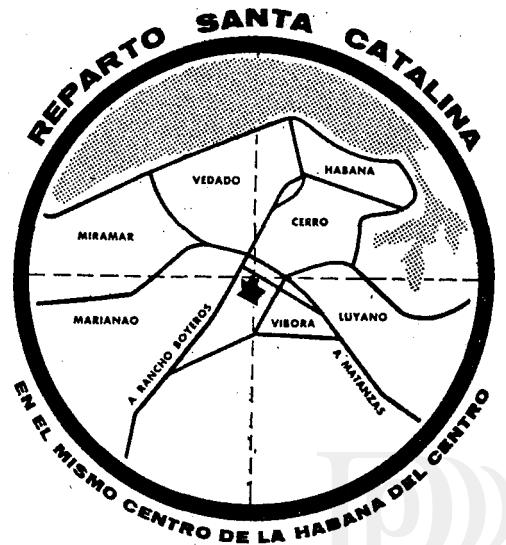 REPARTO SANTA CATALINA
HABANA
VEDADO
CERRO
MIRAMAR
MARIANAO
A RANCHO BOYEROS
VIBORA
LUYANO
A MATANZAS
EN EL MISMO CENTRO DE LA HABANA DEL CENTRO